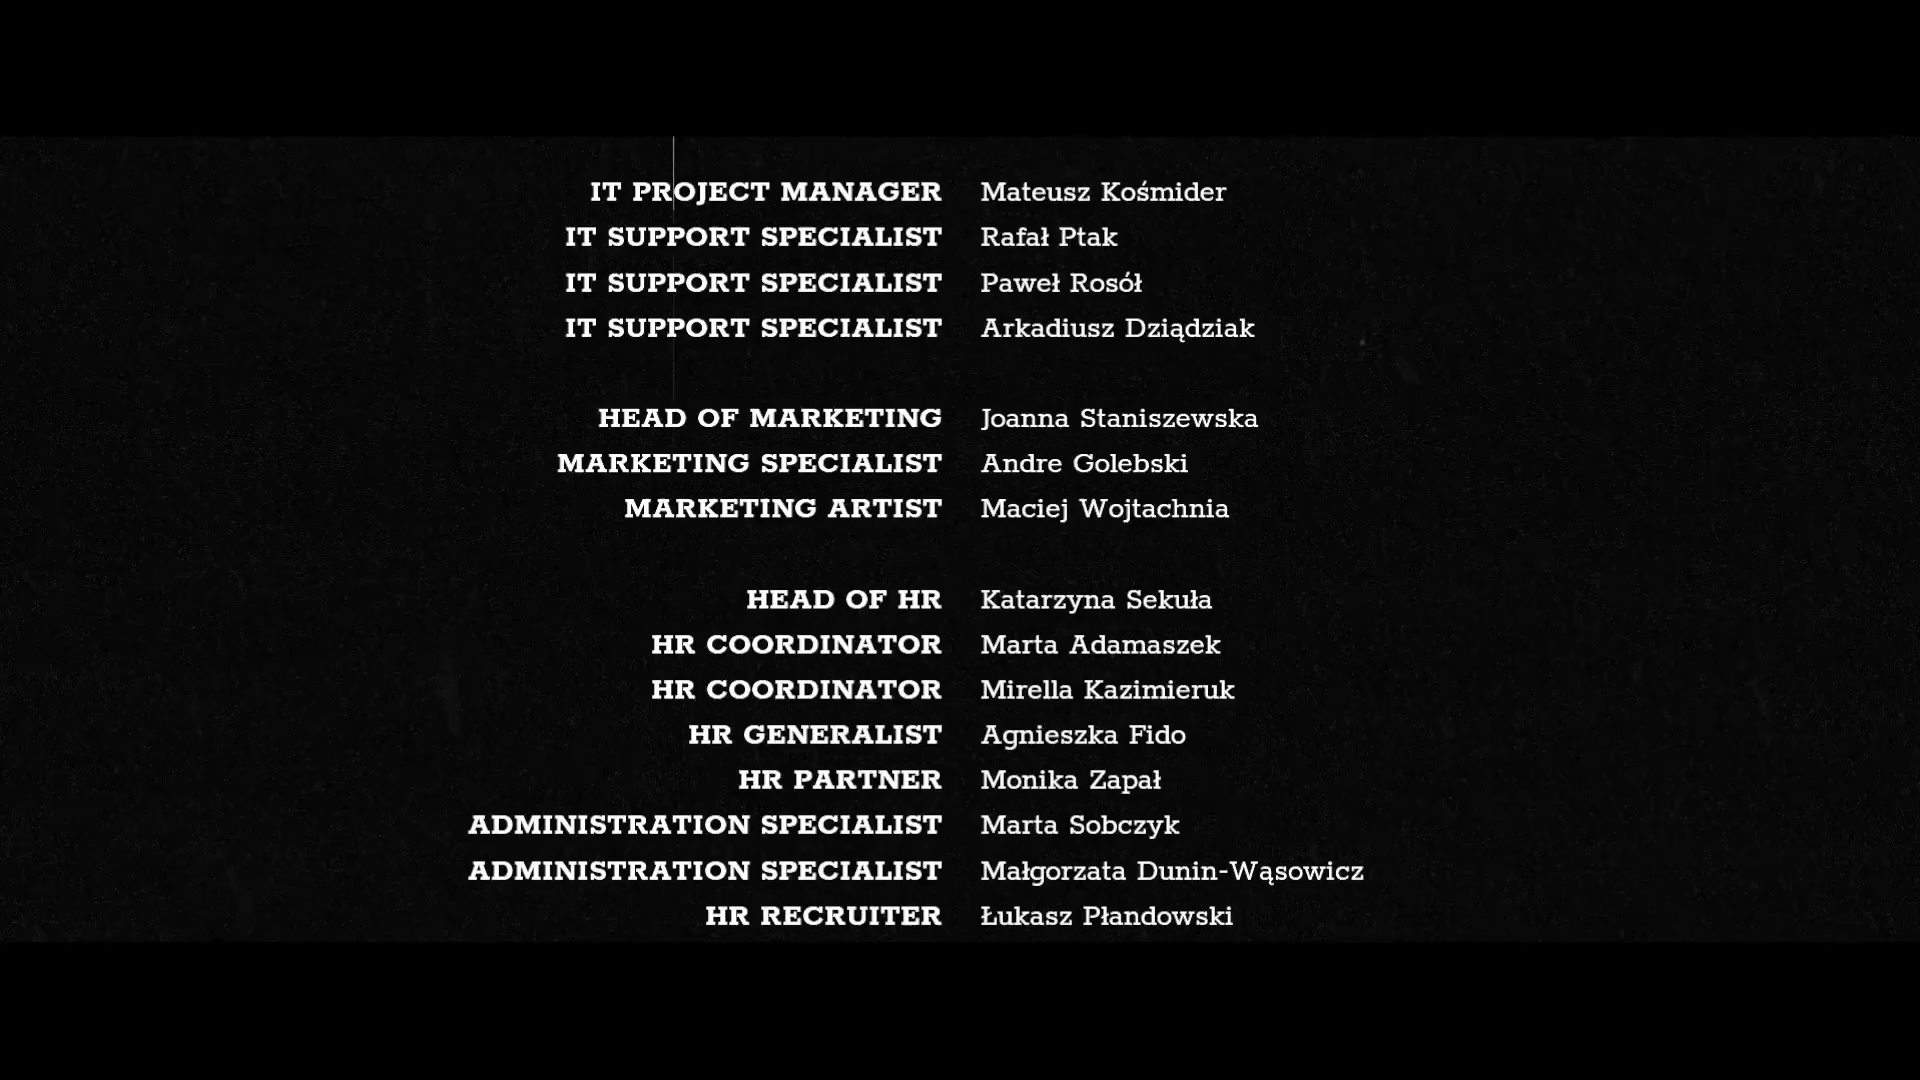 IT PROJECT MANAGER Mateusz Kośmider
IT SUPPORT SPECIALIST Rafał Ptak
IT SUPPORT SPECIALIST Paweł Rosół
IT SUPPORT SPECIALIST Arkadiusz Dziądziak
HEAD OF MARKETING Joanna Staniszewska
MARKETING SPECIALIST Andre Golebski
MARKETING ARTIST Maciej Wojtachnia
HEAD OF HR Katarzyna Sekuła
HR COORDINATOR Marta Adamaszek
HR COORDINATOR Mirella Kazimieruk
HR GENERALIST Agnieszka Fido
HR PARTNER Monika Zapał
ADMINISTRATION SPECIALIST Marta Sobczyk
ADMINISTRATION SPECIALIST Małgorzata Dunin-Wąsowicz
HR RECRUITER Łukasz Płandowski